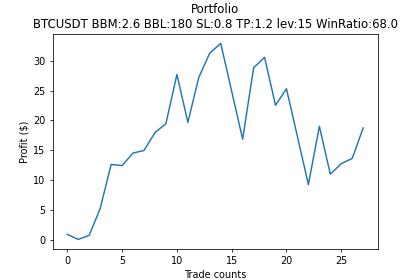 Portfolio
BTCUSDT BBM:2.6 BBL:180 SL:0.8 TP:1.2 lev:15 WinRatio:68.0
30
25
20
15
10
5
0
Profit ($)
0 5 10 15 20 25
Trade counts